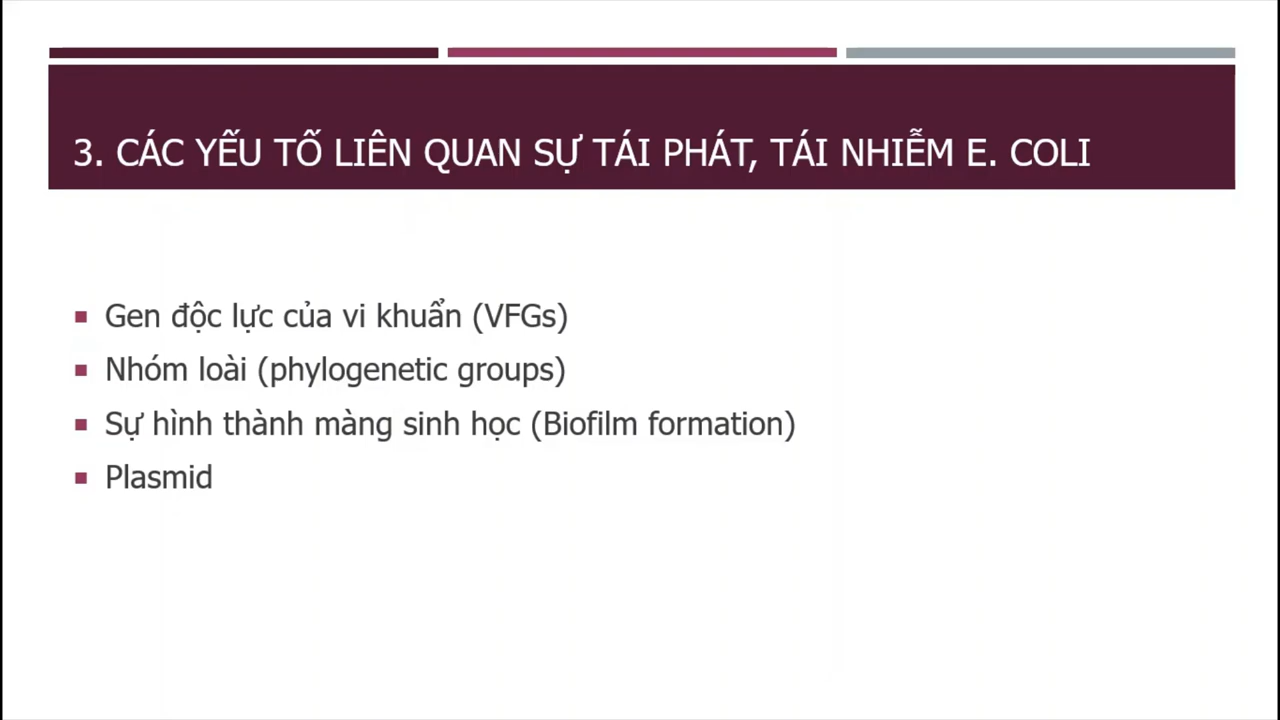 3. CÁC YẾU TỐ LIÊN QUAN SỰ TÁI PHÁT, TÁI NHIỄM E. COLI
Gen độc lực của vi khuẩn (VFGs)
Nhóm loài (phylogenetic groups)
Sự hình thành màng sinh học (Biofilm formation)
Plasmid